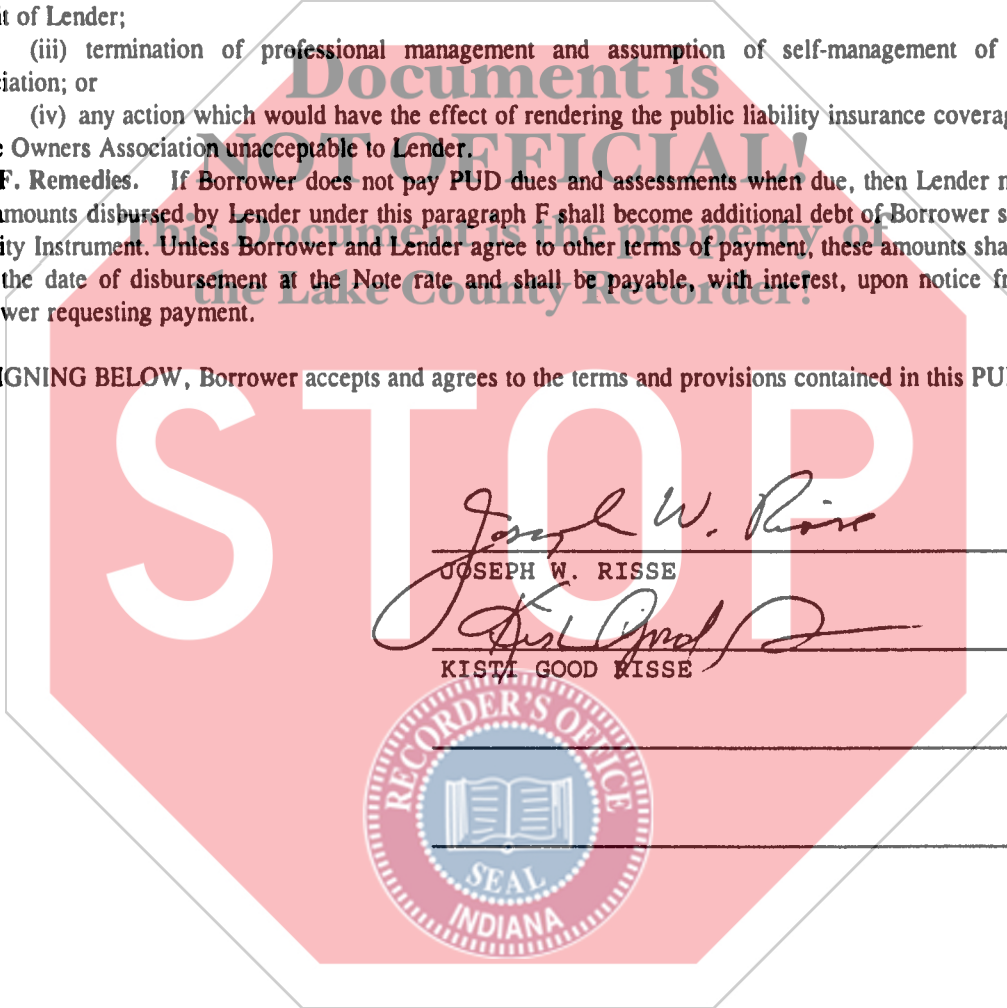 it of Lender;
(iii) termination of professional management and assumption of self-management of
iation; or
(iv) any action which would have the effect of rendering the public liability insurance coverag
e Owners Association unacceptable to Lender.
F. Remedies. If Borrower does not pay PUD dues and assessments when due, then Lender m
amounts disbursed by Lender under this paragraph F shall become additional debt of Borrower s
ity Instrument. Unless Borrower and Lender agree to other terms of payment, these amounts sha
the date of disbursement at the Note rate and shall be payable, with interest, upon notice fr
wer requesting payment.
IGNING BELOW, Borrower accepts and agrees to the terms and provisions contained in this PU
Document is
NOT OFFICIAL!
This Document is the property of
the Lake County Recorder!
STOP
Joseph W. Risse
JOSEPH W. RISSE
Kisti Good
KISTI GOOD RISSE
RECORDER'S OFFICE
SEAL
INDIANA